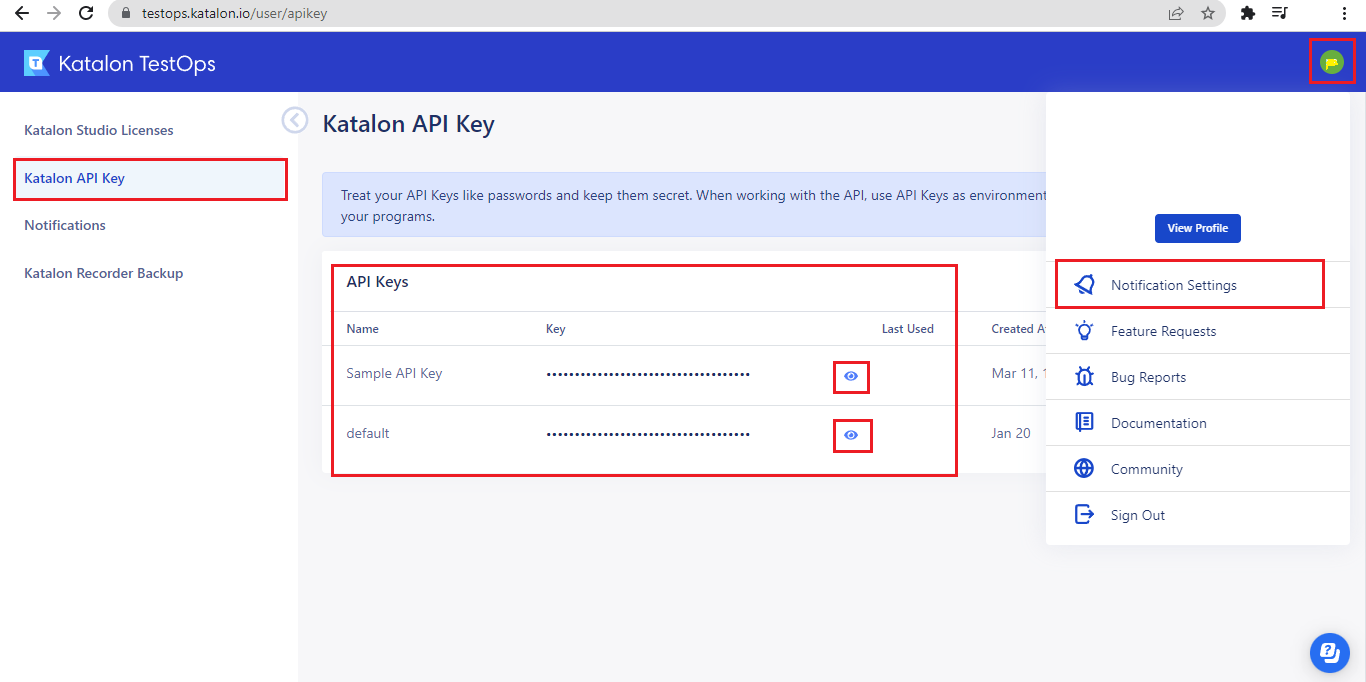 testops.katalon.io/user/apikey
T Katalon TestOps
Katalon Studio Licenses
Katalon API Key
Notifications
Katalon Recorder Backup
Katalon API Key
Treat your API Keys like passwords and keep them secret. When working with the API, use API Keys as environment
your programs.
API Keys
Name Key Last Used Created A
Sample API Key •••••••••••••••••••••••••••••••••••• Mar 11, 1
default •••••••••••••••••••••••••••••••••••• Jan 20
View Profile
Notification Settings
Feature Requests
Bug Reports
Documentation
Community
Sign Out
?